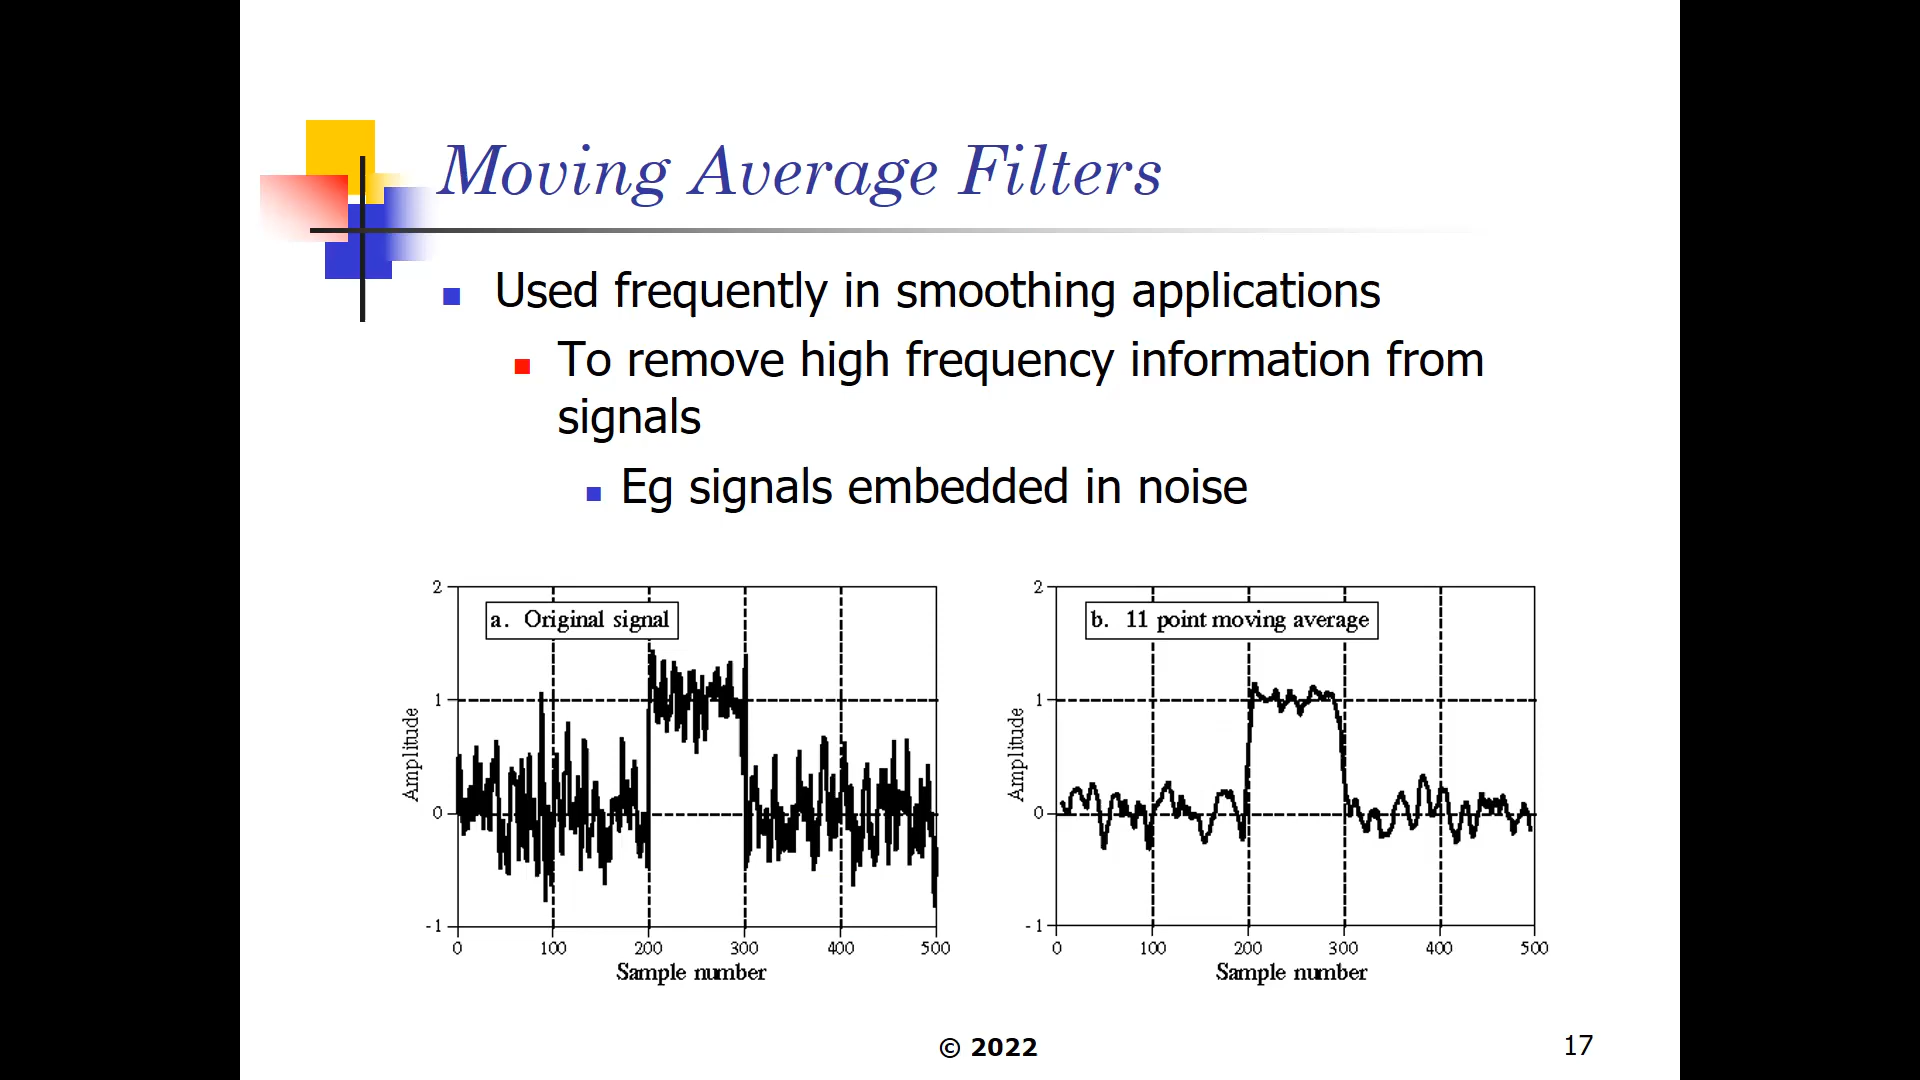 Moving Average Filters
Used frequently in smoothing applications
To remove high frequency information from
signals
Eg signals embedded in noise
2
a. Original signal
1
Amplitude
0
-1
0 100 200 300 400 500
Sample number
2
b. 11 point moving average
1
Amplitude
0
-1
0 100 200 300 400 500
Sample number
© 2022
17